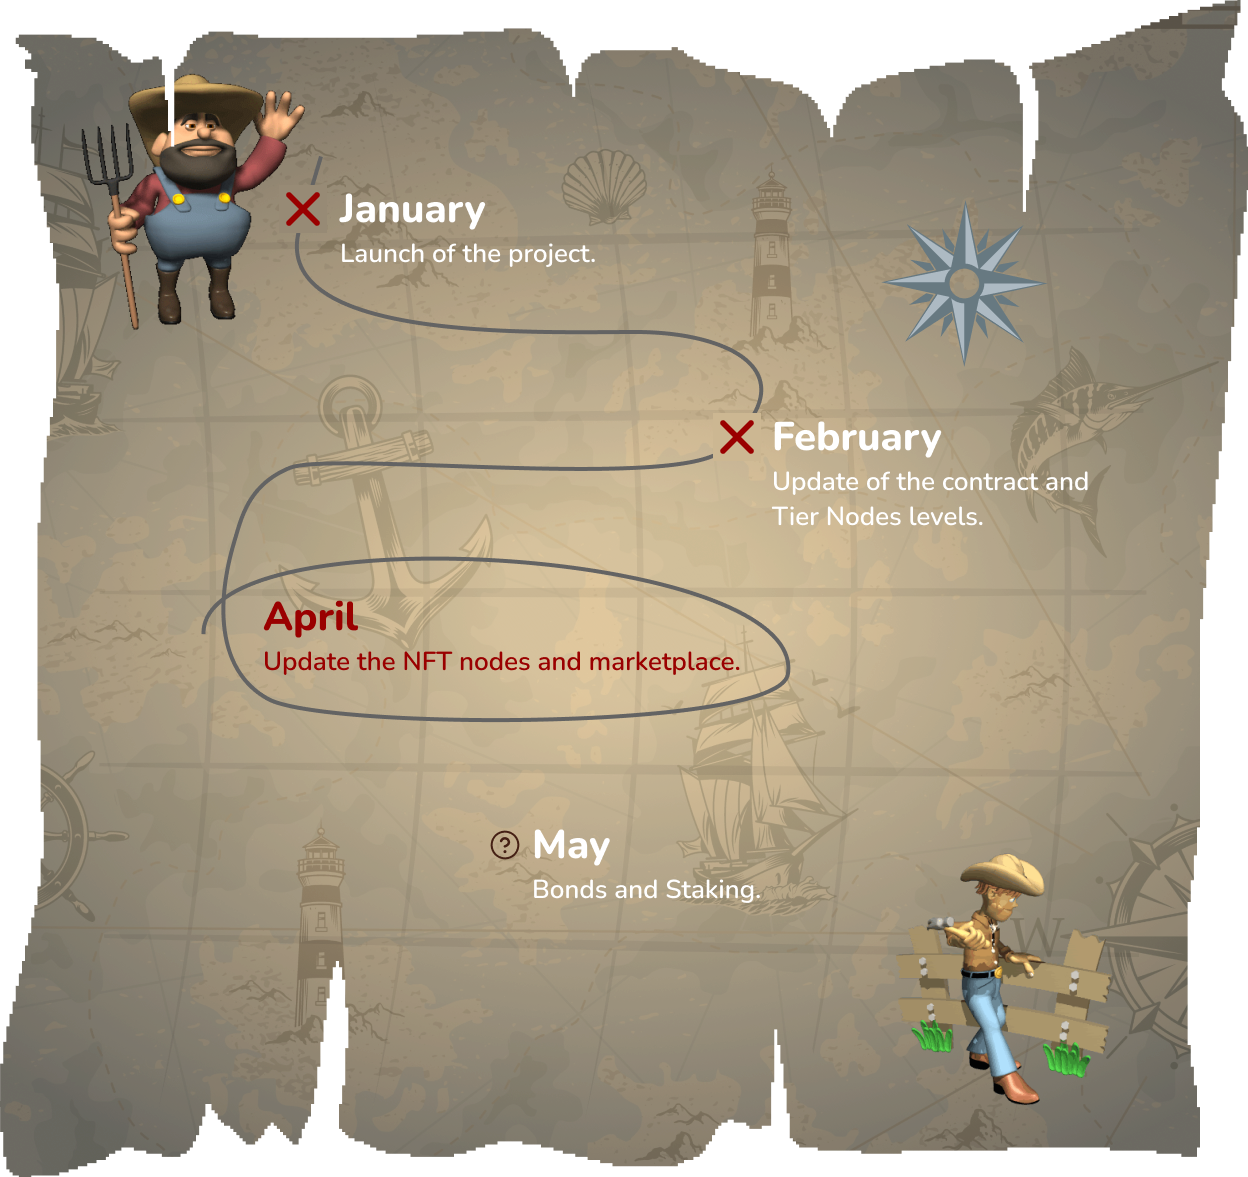 January
Launch of the project.
February
Update of the contract and
Tier Nodes levels.
April
Update the NFT nodes and marketplace.
? May
Bonds and Staking.
W